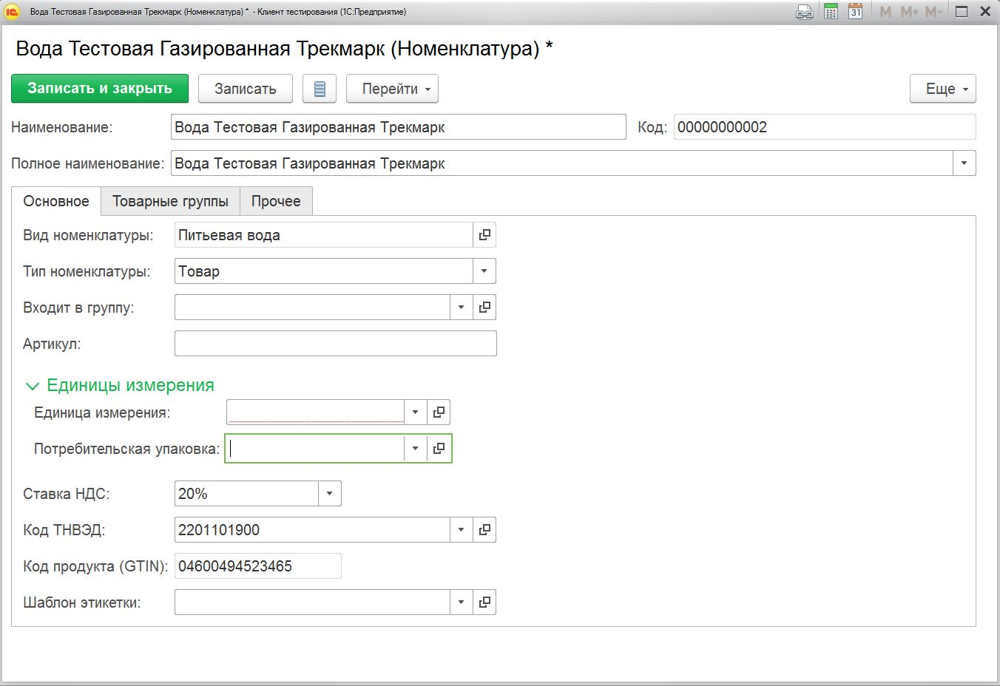 Вода Тестовая Газированная Трекмарк (Номенклатура) * - Клиент тестирования (1С:Предприятие)
31 M M+ M-
Вода Тестовая Газированная Трекмарк (Номенклатура) *
Записать и закрыть Записать Перейти Еще
Наименование: Вода Тестовая Газированная Трекмарк Код: 00000000002
Полное наименование: Вода Тестовая Газированная Трекмарк
Основное Товарные группы Прочее
Вид номенклатуры: Питьевая вода
Тип номенклатуры: Товар
Входит в группу:
Артикул:
Единицы измерения
Единица измерения:
Потребительская упаковка:
Ставка НДС: 20%
Код ТНВЭД: 2201101900
Код продукта (GTIN): 04600494523465
Шаблон этикетки: